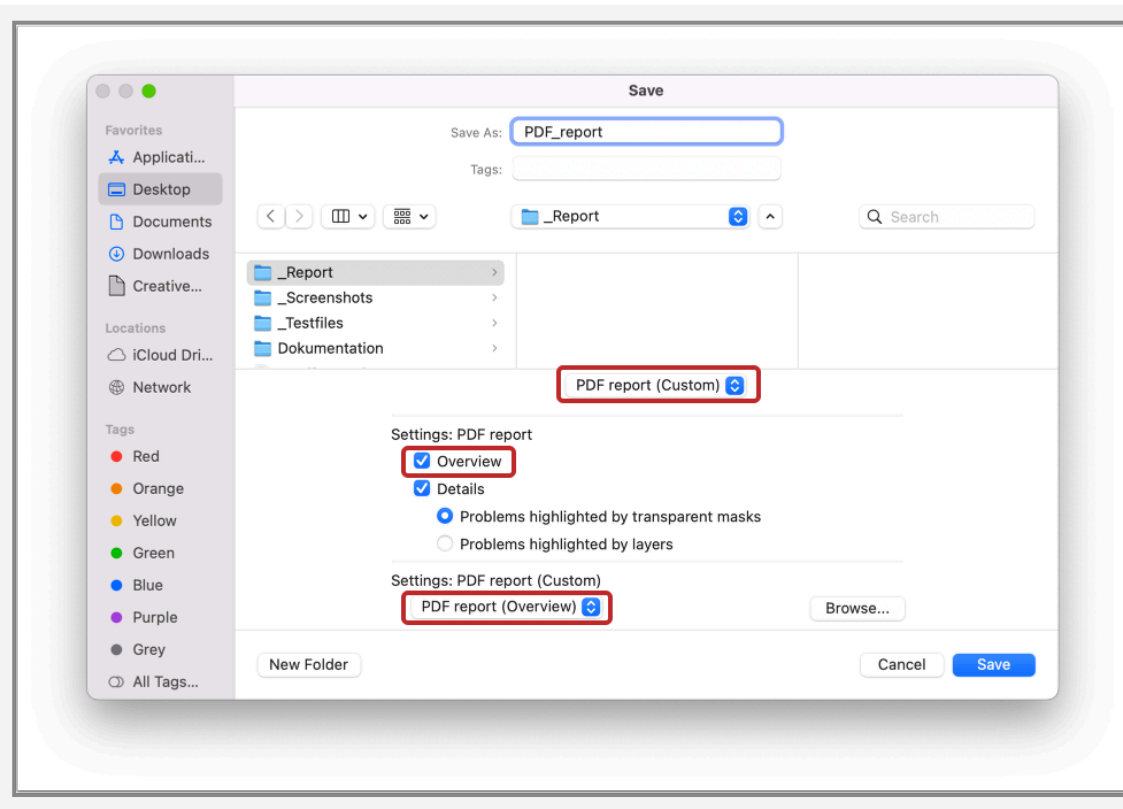 Save
Favorites
Applicati...
Desktop
Documents
Downloads
Creative...
Locations
iCloud Dri...
Network
Tags
Red
Orange
Yellow
Green
Blue
Purple
Grey
All Tags...
Save As: PDF_report
Tags:
_Report
Search
_Report
_Screenshots
_Testfiles
Dokumentation
PDF report (Custom)
Settings: PDF report
Overview
Details
Problems highlighted by transparent masks
Problems highlighted by layers
Settings: PDF report (Custom)
PDF report (Overview)
Browse...
New Folder
Cancel
Save